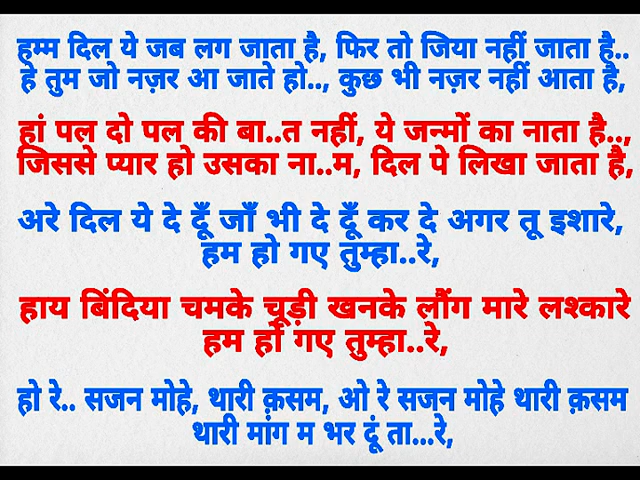 हम्म दिल ये जब लग जाता है, फिर तो जिया नहीं जाता है..
हे तुम जो नज़र आ जाते हो.., कुछ भी नज़र नहीं आता है,
हां पल दो पल की बा..त नहीं, ये जन्मों का नाता है..,
जिससे प्यार हो उसका ना..म, दिल पे लिखा जाता है,
अरे दिल ये दे दूँ जाँ भी दे दूँ कर दे अगर तू इशारे,
हम हो गए तुम्हा..रे,
हाय बिंदिया चमके चूड़ी खनके लौंग मारे लश्कारे
हम हो गए तुम्हा..रे,
हो रे.. सजन मोहे, थारी क़सम, ओ रे सजन मोहे थारी क़सम
थारी मांग म भर दूं ता...रे,